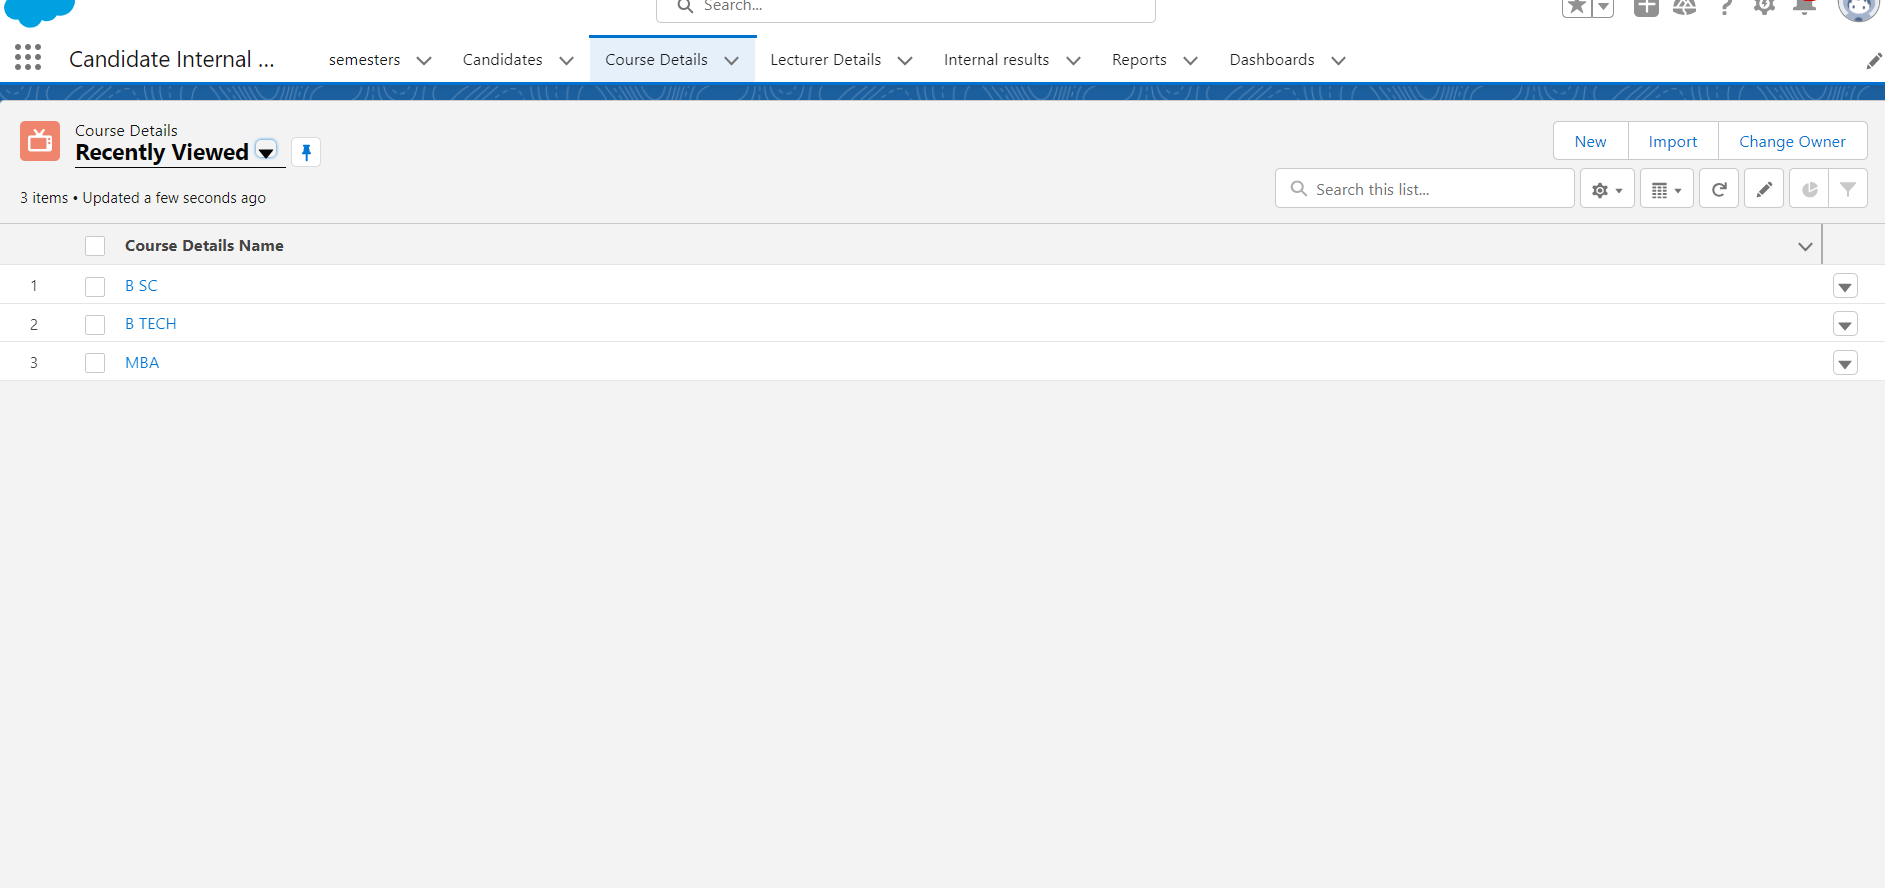 Search...
Candidate Internal ...
semesters
Candidates
Course Details
Lecturer Details
Internal results
Reports
Dashboards
Course Details
Recently Viewed
New
Import
Change Owner
3 items • Updated a few seconds ago
Search this list...
Course Details Name
1 B SC
2 B TECH
3 MBA